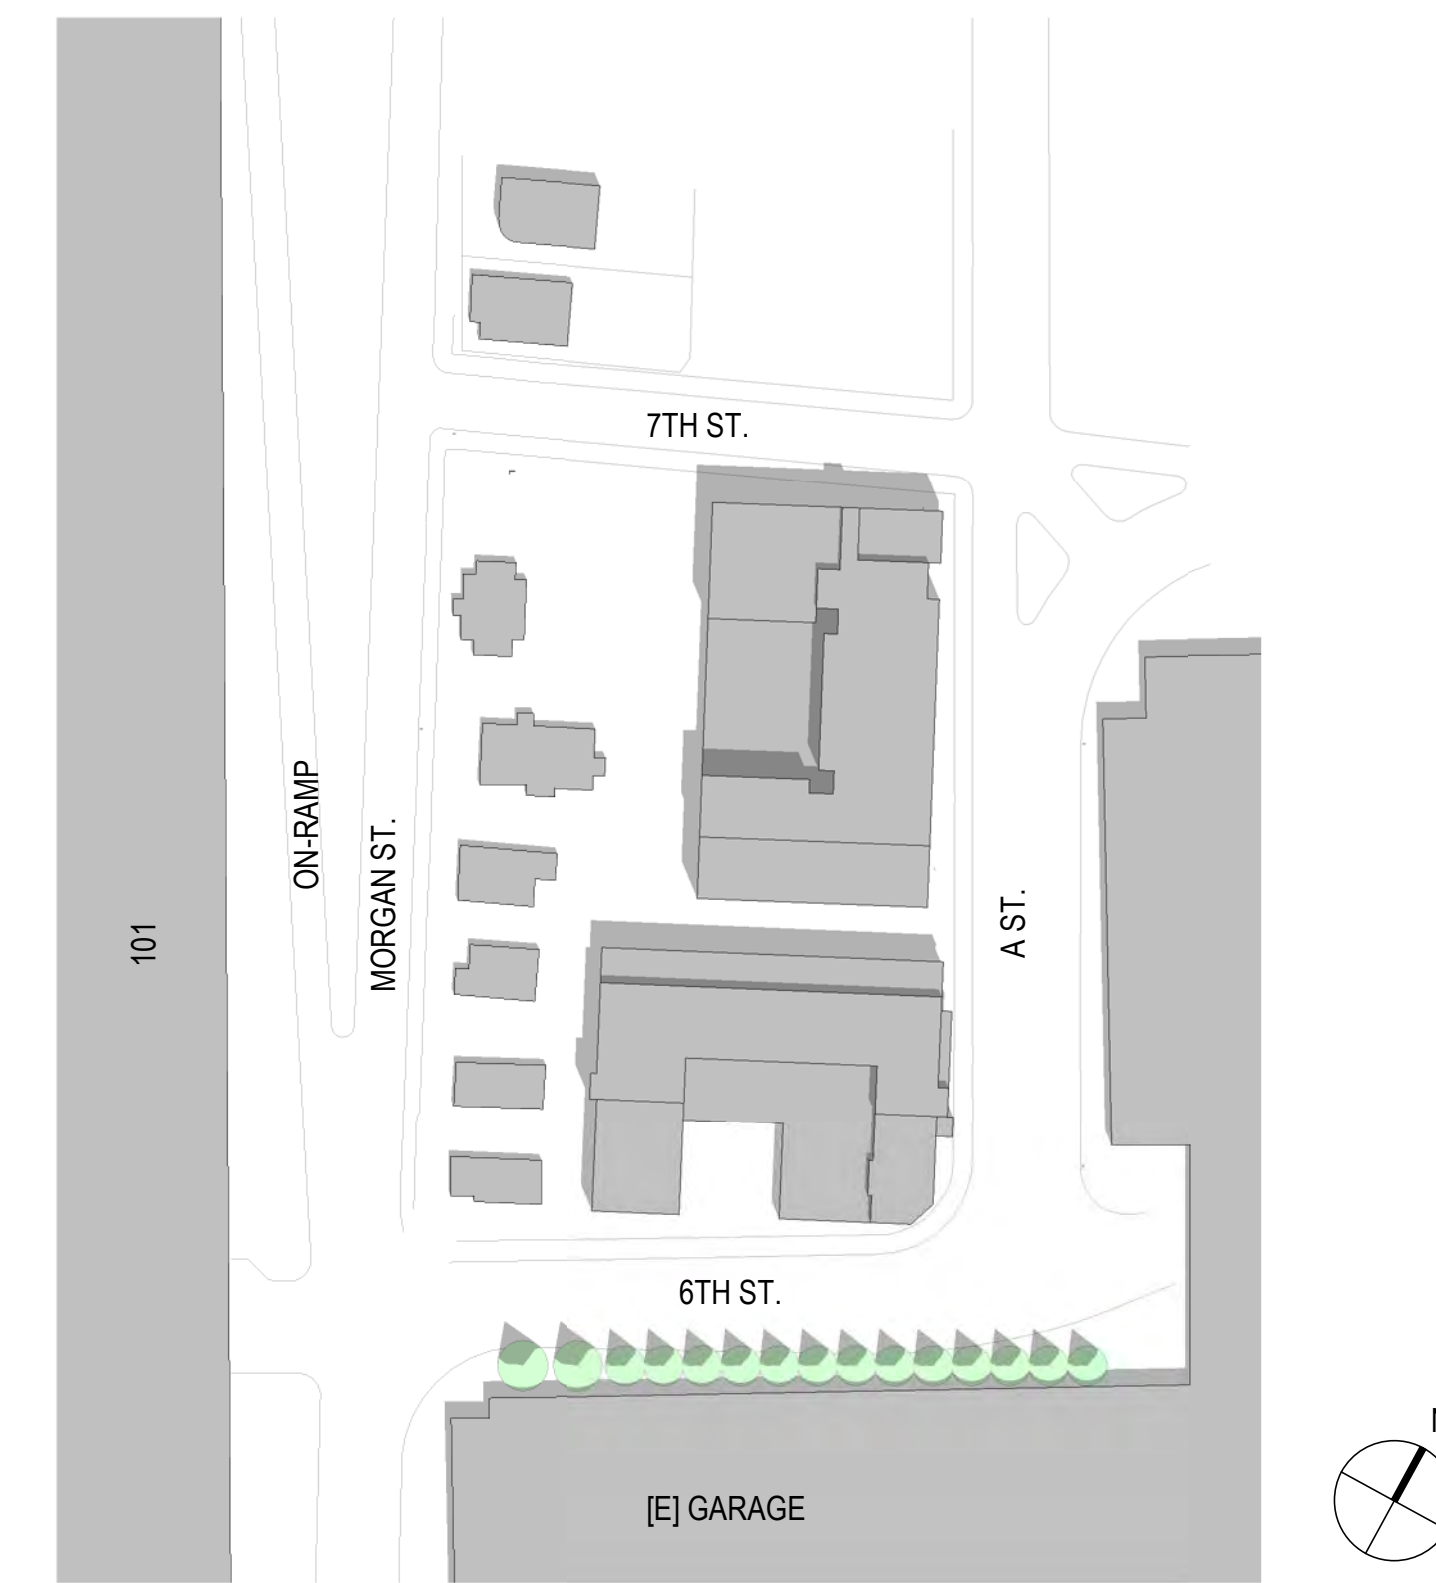 7TH ST.
ON-RAMP
MORGAN ST.
101
A ST.
6TH ST.
[E] GARAGE